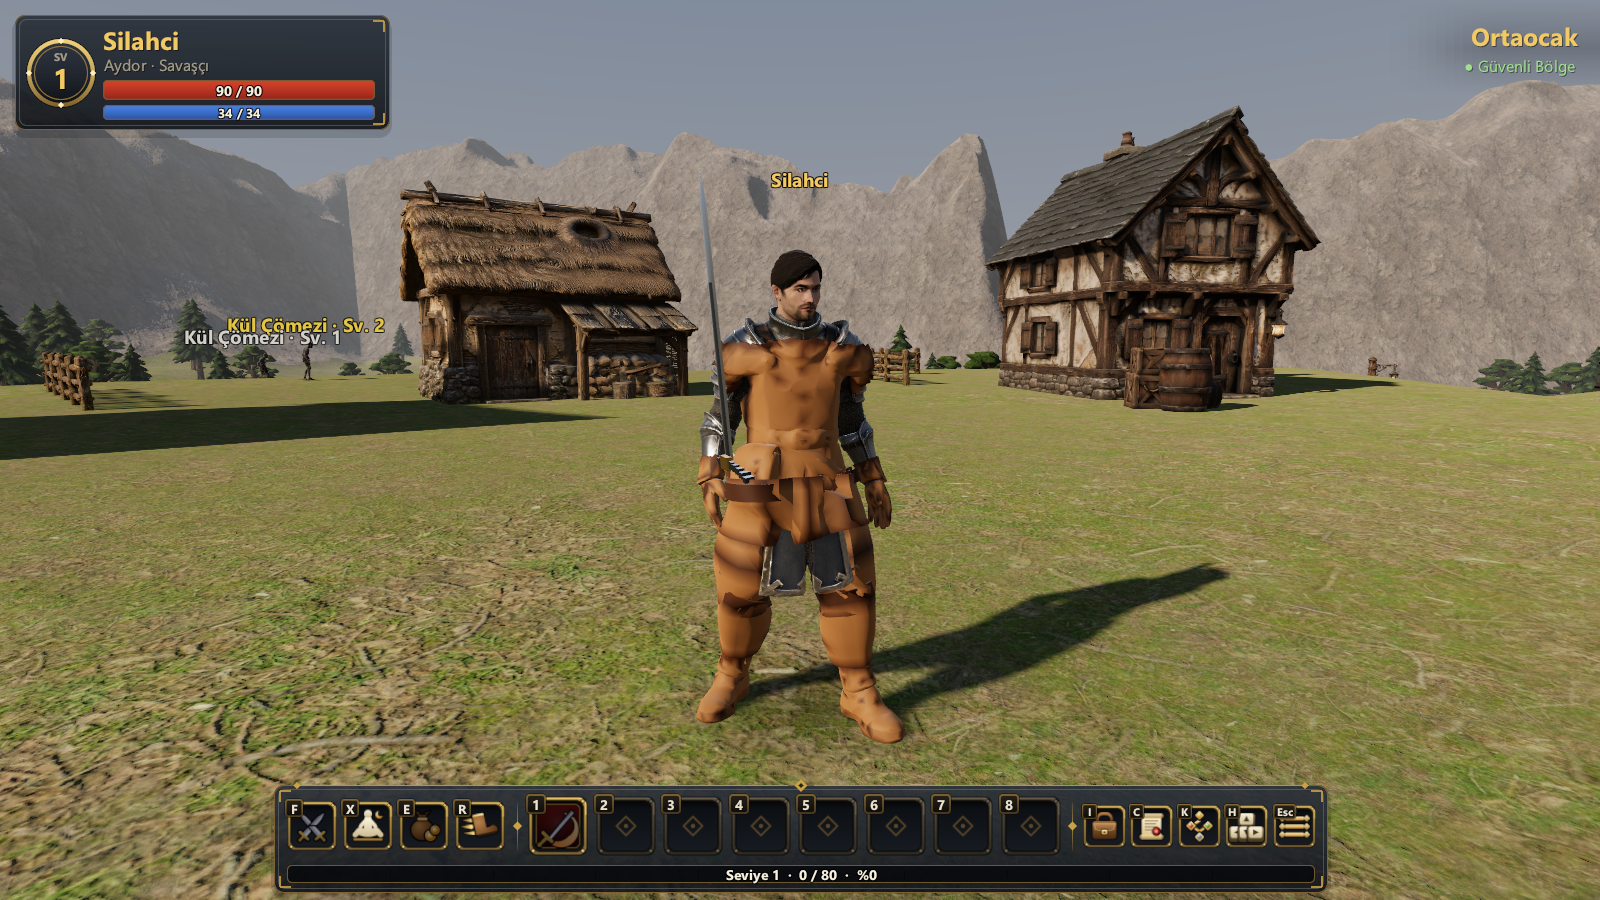 SV
1
Silahci
Aydor · Savaşçı
90 / 90
34 / 34
Ortaocak
Güvenli Bölge
Silahci
Kül Çömezi · Sv. 2
Kül Çömezi · Sv. 1
F X E R 1 2 3 4 5 6 7 8 I C K H Esc
Seviye 1 · 0 / 80 · %0